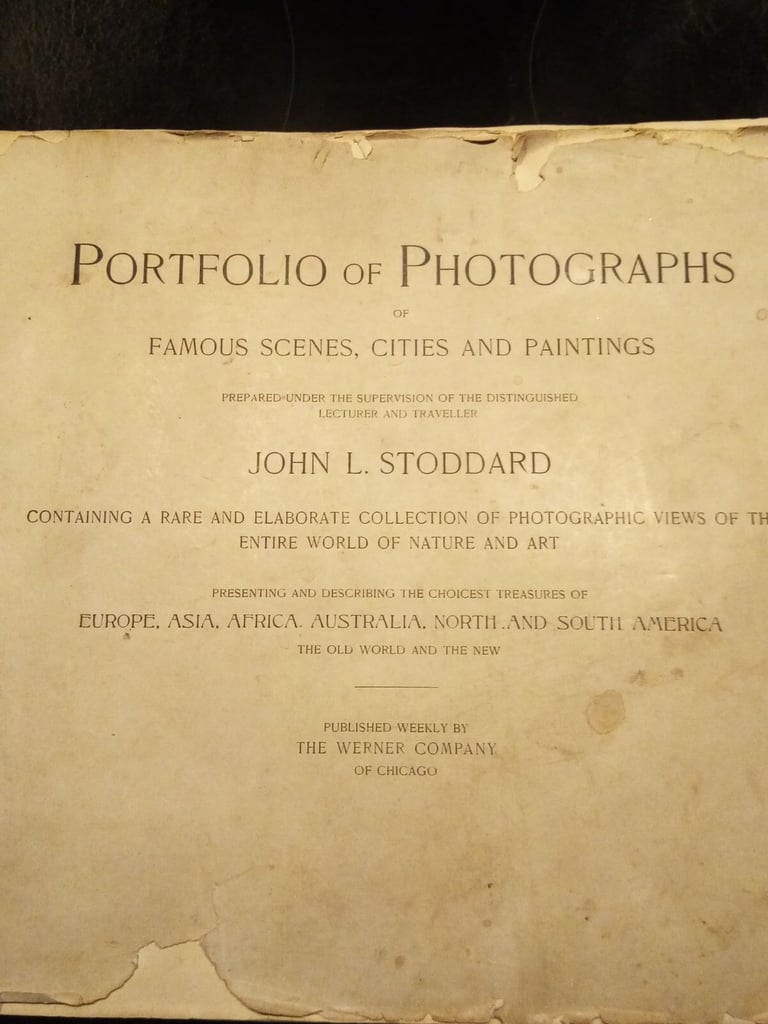 PORTFOLIO OF PHOTOGRAPHS
OF
FAMOUS SCENES, CITIES AND PAINTINGS
PREPARED UNDER THE SUPERVISION OF THE DISTINGUISHED
LECTURER AND TRAVELLER
JOHN L. STODDARD
CONTAINING A RARE AND ELABORATE COLLECTION OF PHOTOGRAPHIC VIEWS OF TH
ENTIRE WORLD OF NATURE AND ART
PRESENTING AND DESCRIBING THE CHOICEST TREASURES OF
EUROPE, ASIA, AFRICA. AUSTRALIA, NORTH AND SOUTH AMERICA
THE OLD WORLD AND THE NEW
PUBLISHED WEEKLY BY
THE WERNER COMPANY
OF CHICAGO